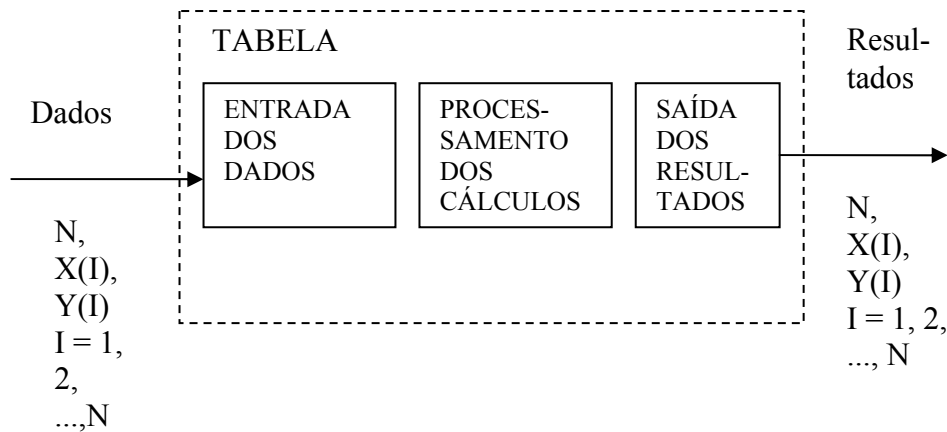 Dados
N,
X(I),
Y(I)
I = 1,
2,
...,N
TABELA
ENTRADA
DOS
DADOS
PROCES-
SAMENTO
DOS
CÁLCULOS
SAÍDA
DOS
RESUL-
TADOS
Resul-
tados
N,
X(I),
Y(I)
I = 1, 2,
..., N